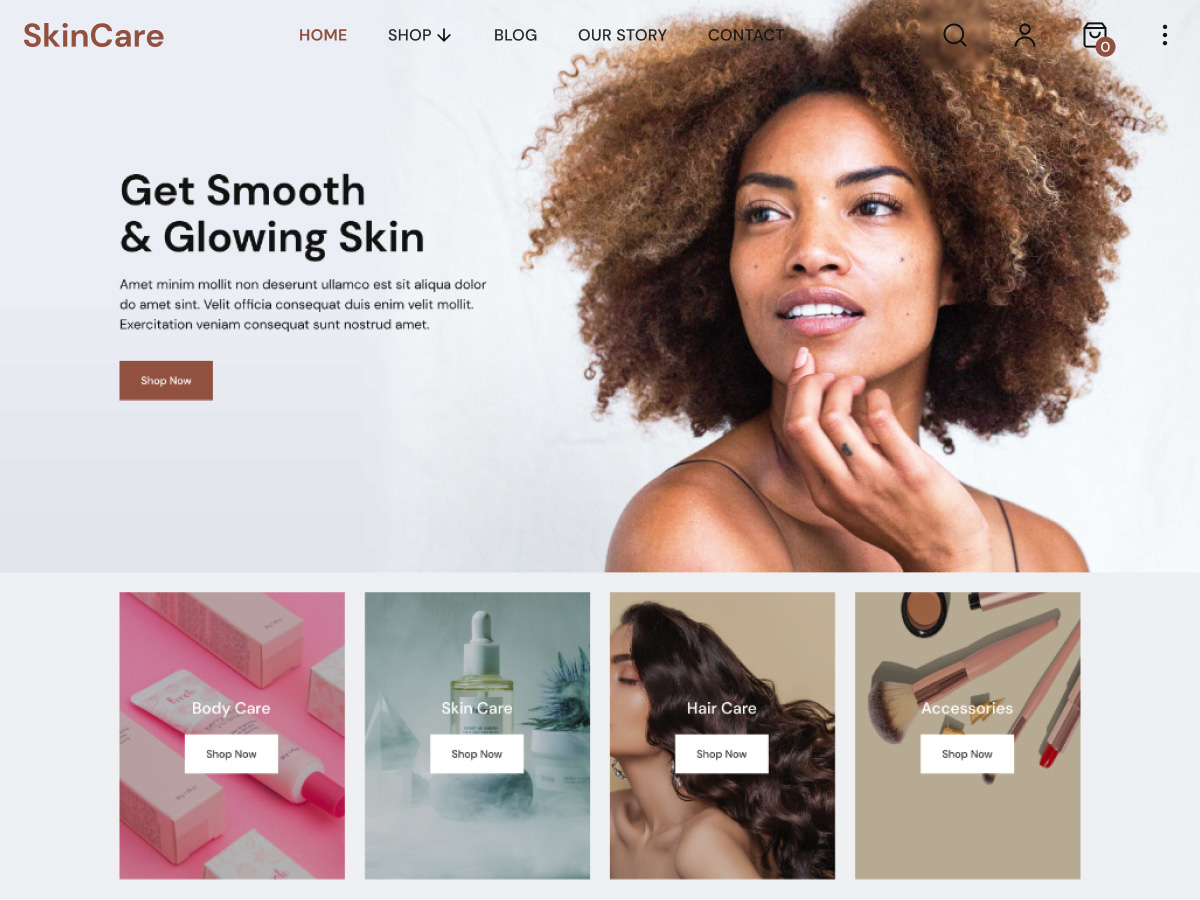 SkinCare
HOME
SHOP
BLOG
OUR STORY
CONTACT
0
Get Smooth
& Glowing Skin
Amet minim mollit non deserunt ullamco est sit aliqua dolor
do amet sint. Velit officia consequat duis enim velit mollit.
Exercitation veniam consequat sunt nostrud amet.
Shop Now
Body Care
Shop Now
Skin Care
Shop Now
Hair Care
Shop Now
Accessories
Shop Now